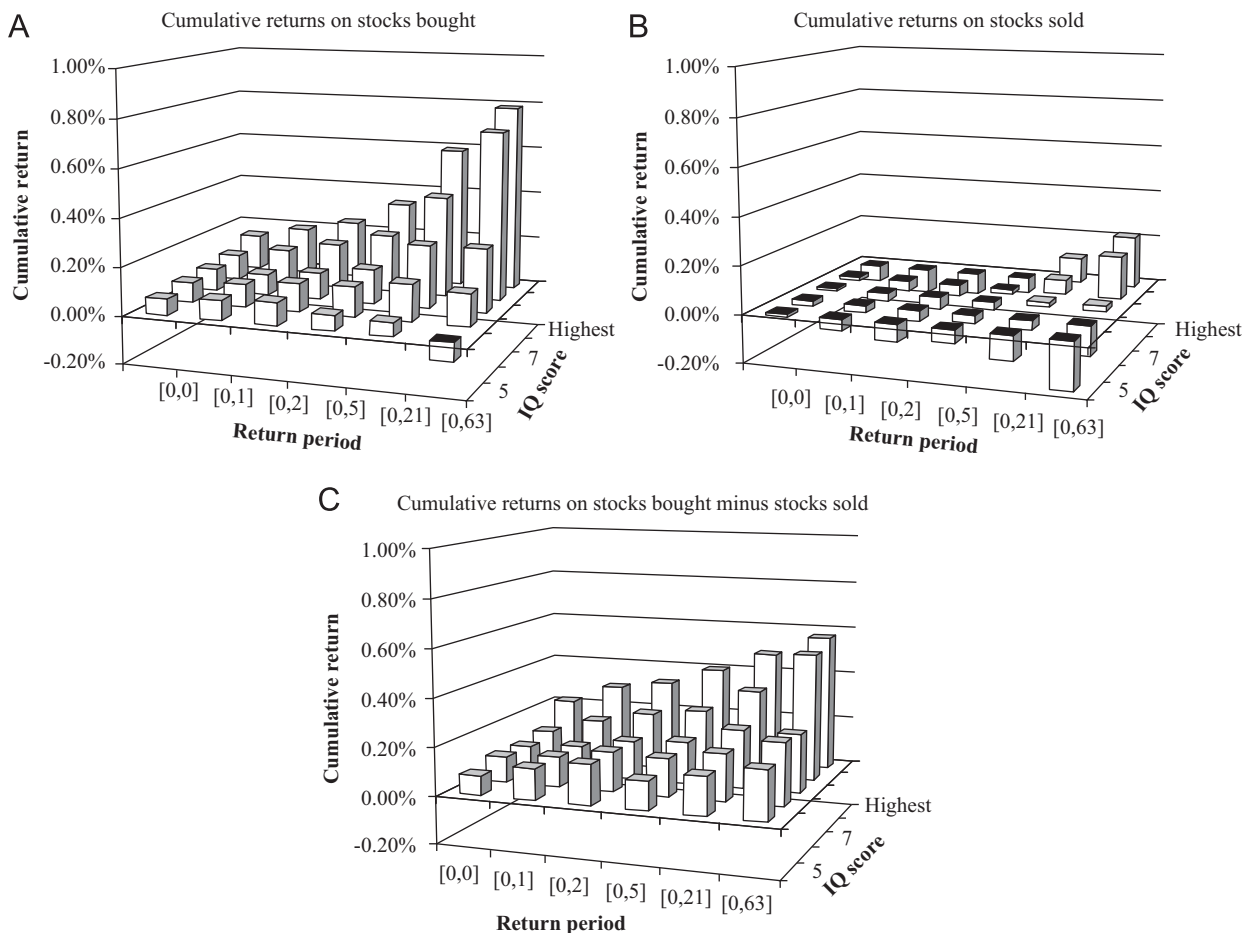 A
Cumulative returns on stocks bought
1.00%
0.80%
0.60%
0.40%
0.20%
0.00%
-0.20%
Cumulative return
[0,0]
[0,1]
[0,2]
[0,5]
[0,21]
[0,63]
Return period
5
7
Highest
IQ score
B
Cumulative returns on stocks sold
1.00%
0.80%
0.60%
0.40%
0.20%
0.00%
-0.20%
Cumulative return
[0,0]
[0,1]
[0,2]
[0,5]
[0,21]
[0,63]
Return period
5
7
Highest
IQ score
C
Cumulative returns on stocks bought minus stocks sold
1.00%
0.80%
0.60%
0.40%
0.20%
0.00%
-0.20%
Cumulative return
[0,0]
[0,1]
[0,2]
[0,5]
[0,21]
[0,63]
Return period
5
7
Highest
IQ score